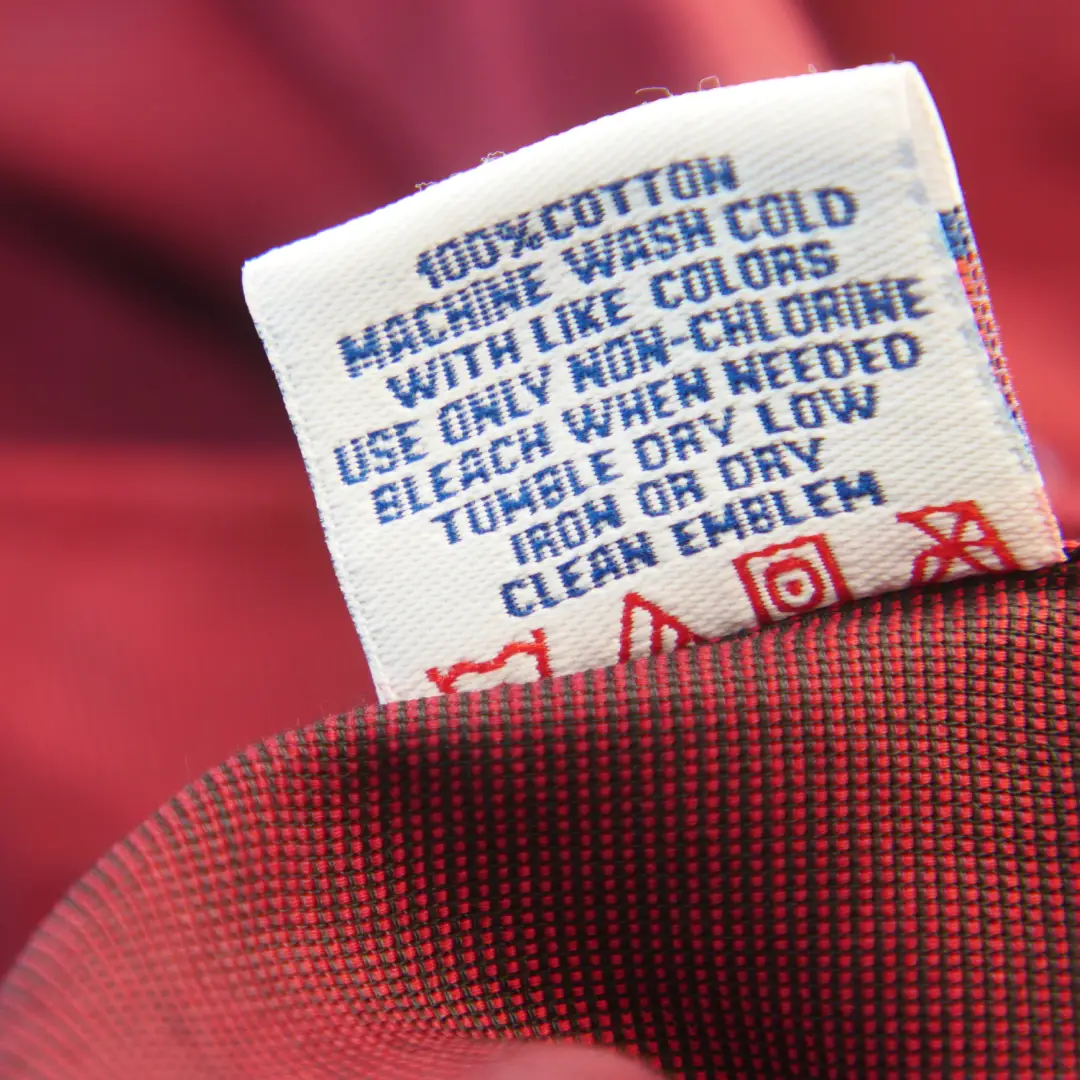 100% COTTON
MACHINE WASH COLD
WITH LIKE COLORS
USE ONLY NON-CHLORINE
BLEACH WHEN NEEDED
TUMBLE DRY LOW
IRON OR DRY
CLEAN EMBLEM